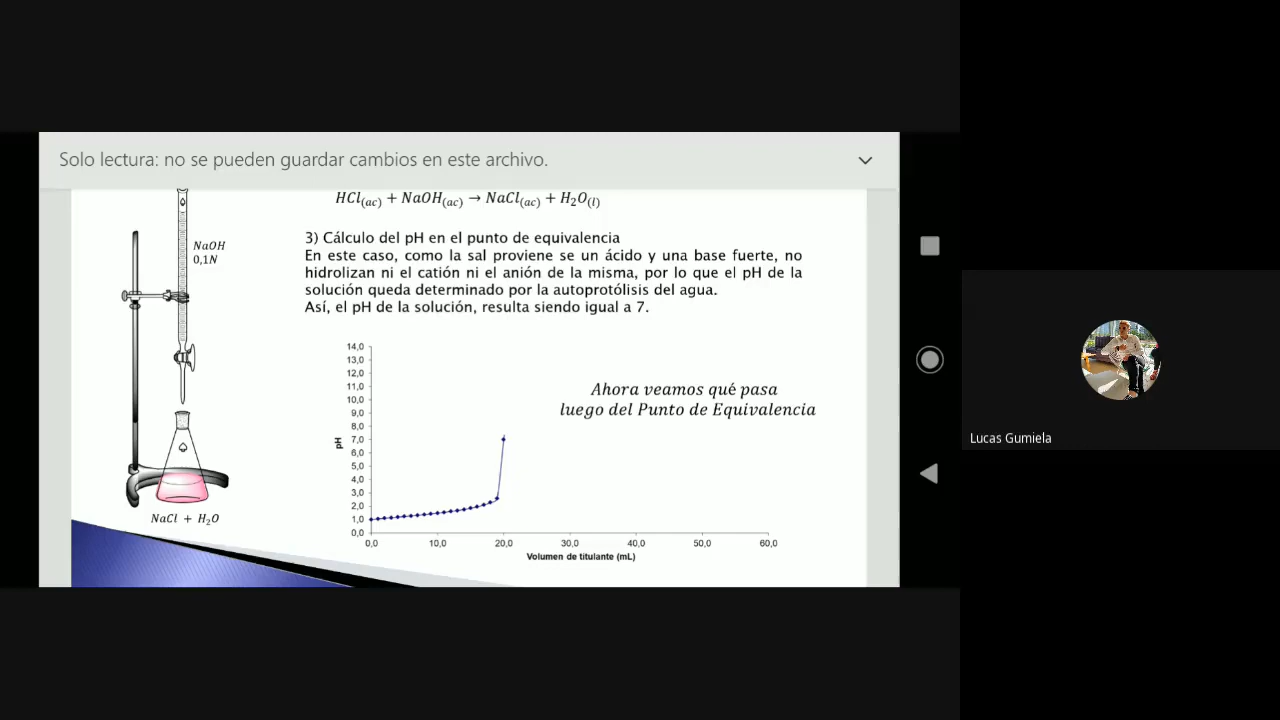 Solo lectura: no se pueden guardar cambios en este archivo.
HCl(ac) + NaOH(ac) → NaCl(ac) + H₂O(l)
NaOH
0,1N
3) Cálculo del pH en el punto de equivalencia
En este caso, como la sal proviene se un ácido y una base fuerte, no
hidrolizan ni el catión ni el anión de la misma, por lo que el pH de la
solución queda determinado por la autoprotólisis del agua.
Así, el pH de la solución, resulta siendo igual a 7.
14,0
13,0
12,0
11,0
10,0
9,0
8,0
7,0
6,0
5,0
4,0
3,0
2,0
1,0
0,0
pH
0,0 10,0 20,0 30,0 40,0 50,0 60,0
Volumen de titulante (mL)
Ahora veamos qué pasa
luego del Punto de Equivalencia
NaCl + H₂O
Lucas Gumiela